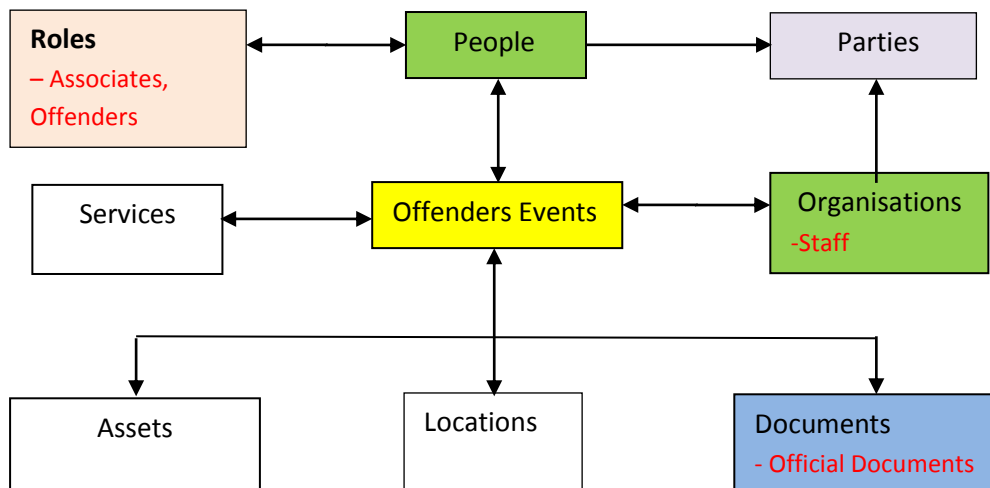 Roles
– Associates,
Offenders
People
Parties
Services
Offenders Events
Organisations
-Staff
Assets
Locations
Documents
- Official Documents